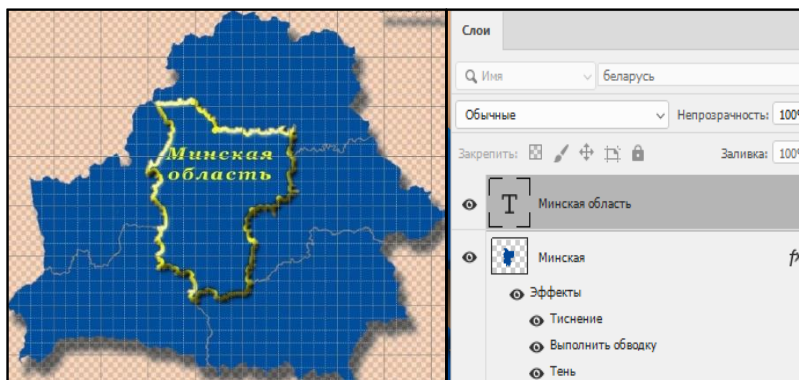 Минская
область
Слои
Имя
беларусь
Обычные
Непрозрачность: 100%
Закрепить:
Заливка: 100%
T Минская область
Минская fx
Эффекты
Тиснение
Выполнить обводку
Тень